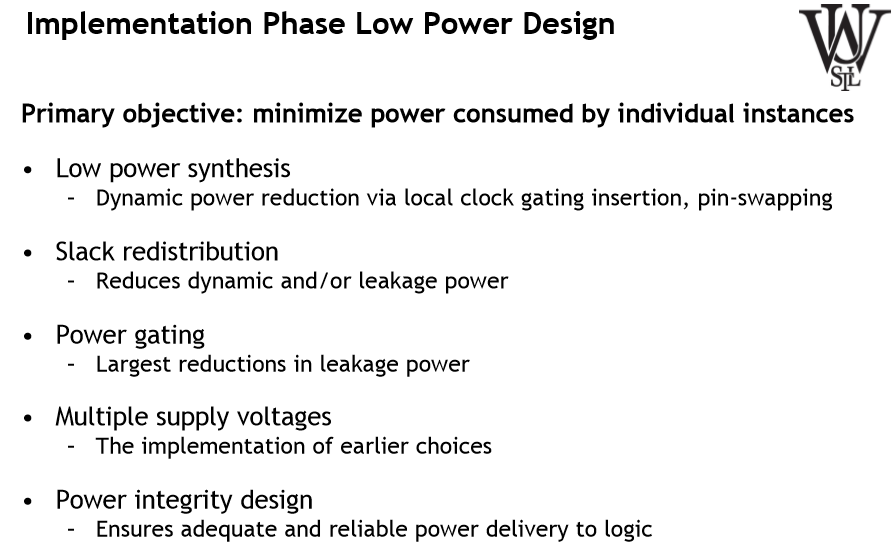 Implementation Phase Low Power Design
WU
STL
Primary objective: minimize power consumed by individual instances
• Low power synthesis
- Dynamic power reduction via local clock gating insertion, pin-swapping
• Slack redistribution
- Reduces dynamic and/or leakage power
• Power gating
- Largest reductions in leakage power
• Multiple supply voltages
- The implementation of earlier choices
• Power integrity design
- Ensures adequate and reliable power delivery to logic